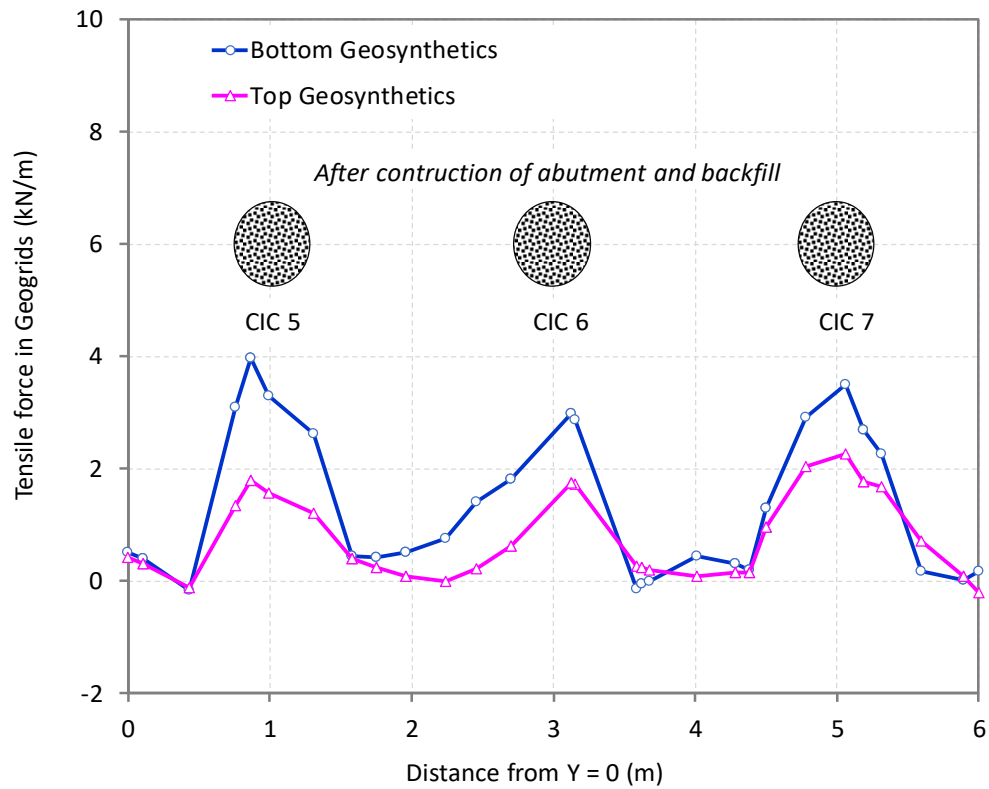 10
8
6
4
2
0
-2
Tensile force in Geogrids (kN/m)
Bottom Geosynthetics
Top Geosynthetics
After contruction of abutment and backfill
CIC 5
CIC 6
CIC 7
0
1
2
3
4
5
6
Distance from Y = 0 (m)